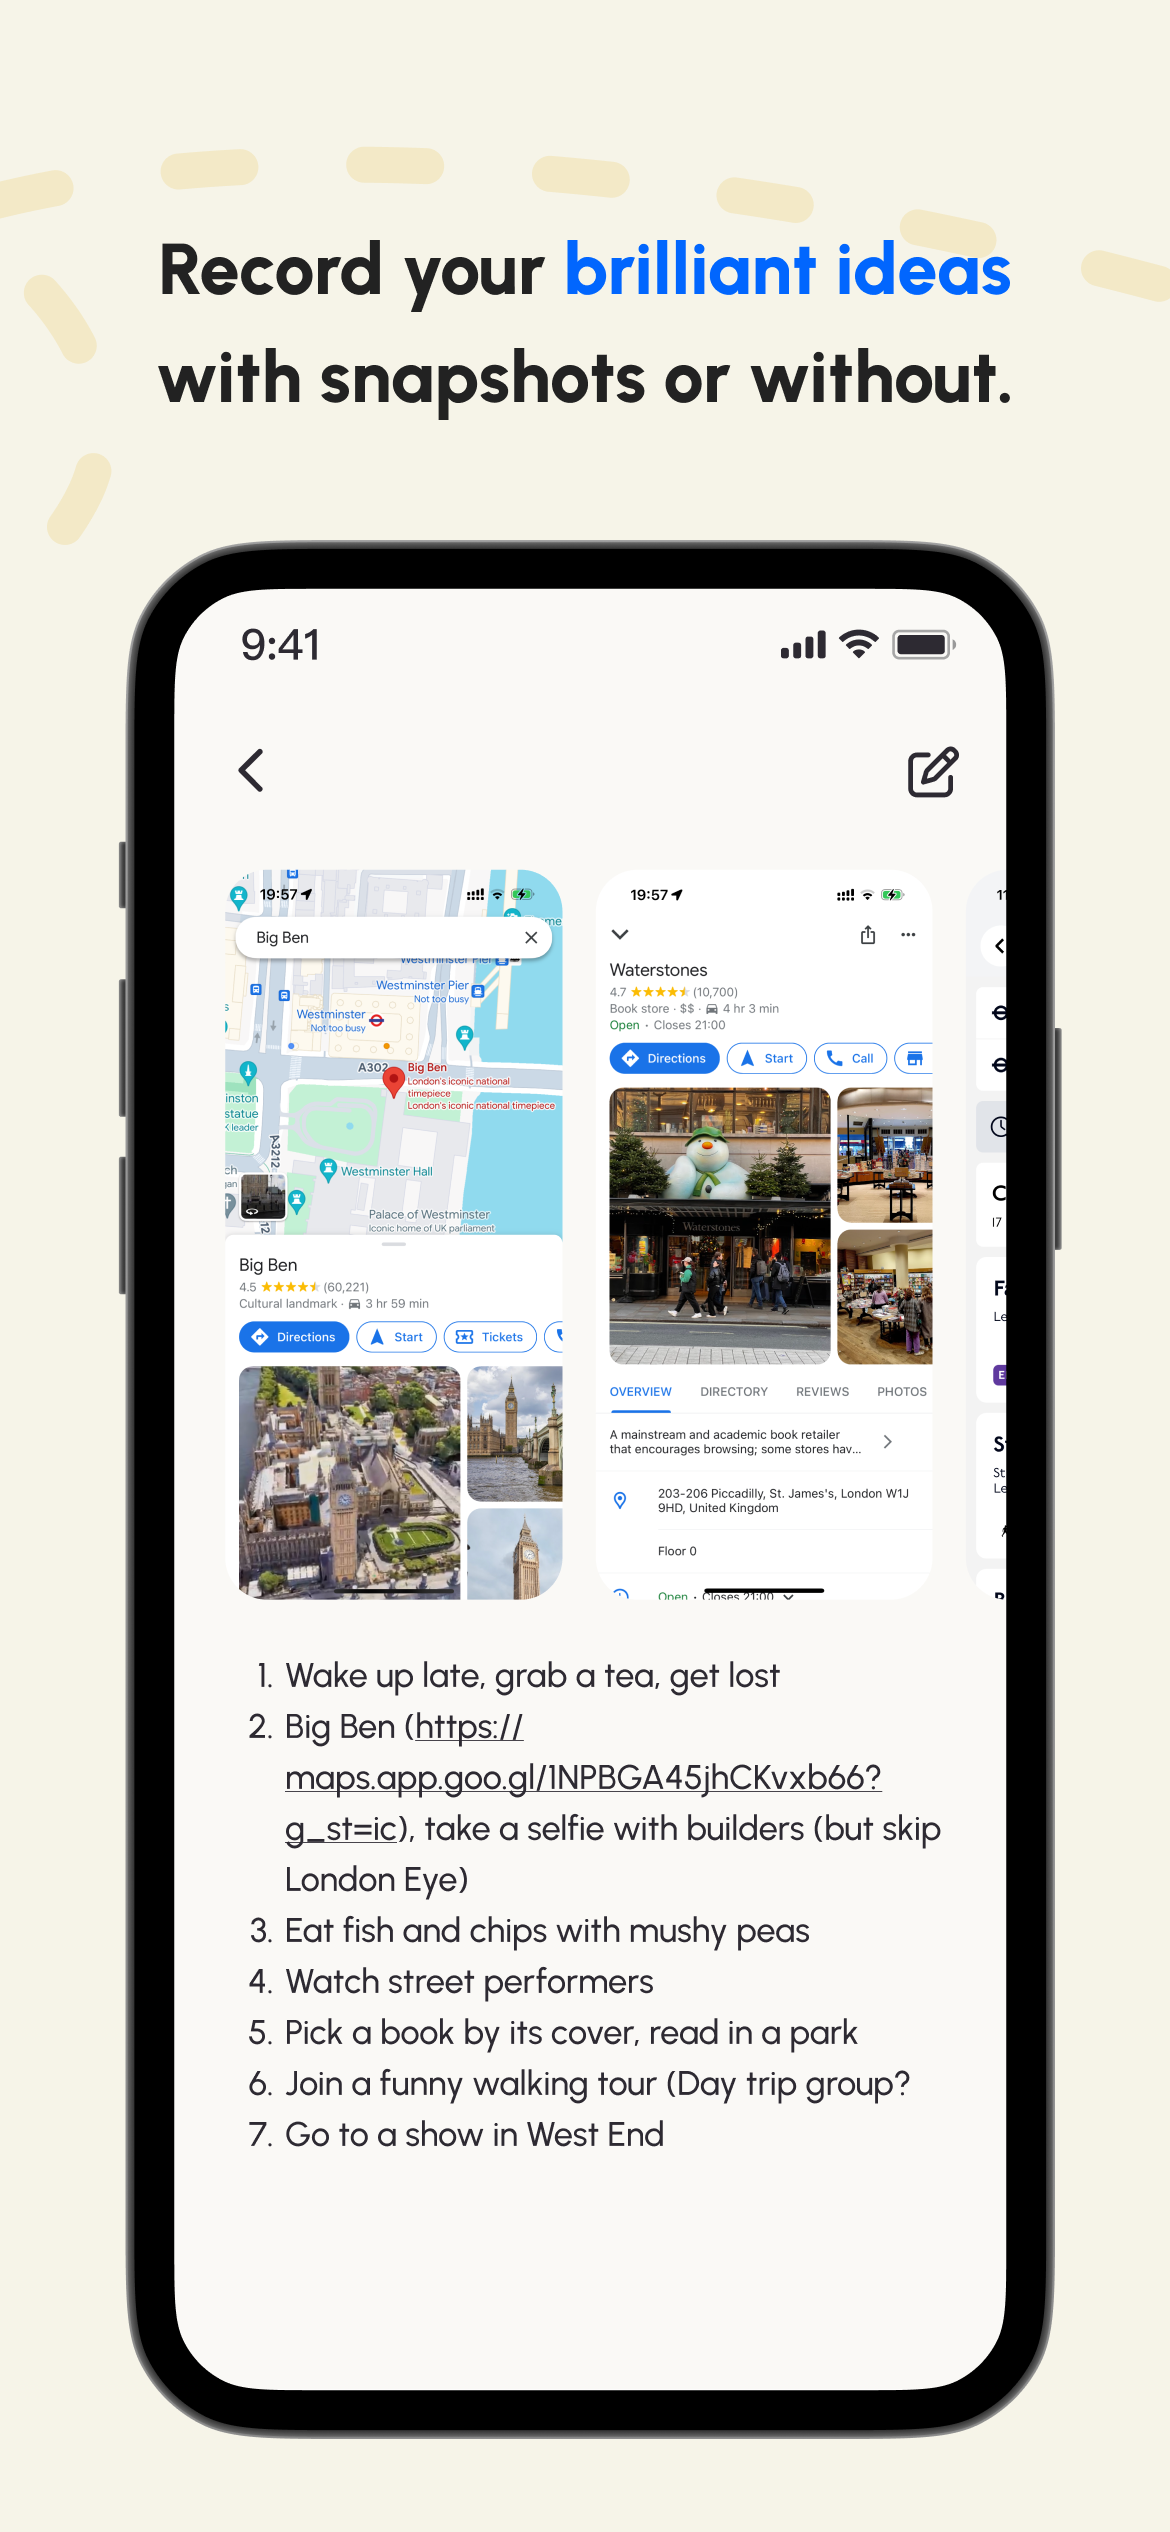 Record your brilliant ideas
with snapshots or without.
9:41
19:57
Big Ben
Westminster Pier
Westminster Pier
Not too busy
Westminster
Not too busy
A302
Big Ben
London's iconic national
timepiece
London's iconic national timepiece
statue
A3212
Westminster Hall
Palace of Westminster
Iconic home of UK parliament
Big Ben
4.5 (60,221)
Cultural landmark · 3 hr 59 min
Directions
Start
Tickets
19:57
Waterstones
4.7 (10,700)
Book store · $$ · 4 hr 3 min
Open · Closes 21:00
Directions
Start
Call
Waterstones
OVERVIEW
DIRECTORY
REVIEWS
PHOTOS
A mainstream and academic book retailer
that encourages browsing; some stores hav...
203-206 Piccadilly, St. James's, London W1J
9HD, United Kingdom
Floor 0
Open · Closes 21:00
1. Wake up late, grab a tea, get lost
2. Big Ben (https://
maps.app.goo.gl/1NPBGA45jhCKvxb66?
g_st=ic), take a selfie with builders (but skip
London Eye)
3. Eat fish and chips with mushy peas
4. Watch street performers
5. Pick a book by its cover, read in a park
6. Join a funny walking tour (Day trip group?
7. Go to a show in West End